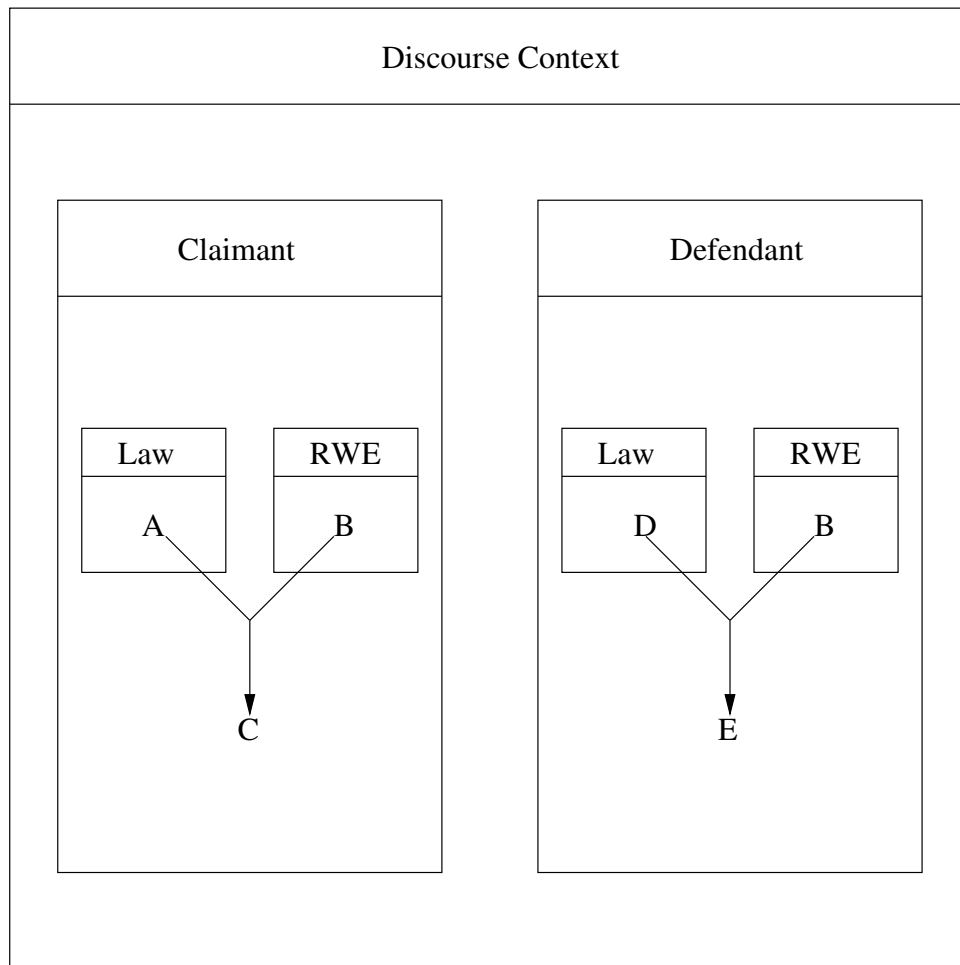 Discourse Context
Claimant
Defendant
Law
RWE
Law
RWE
A
B
D
B
C
E